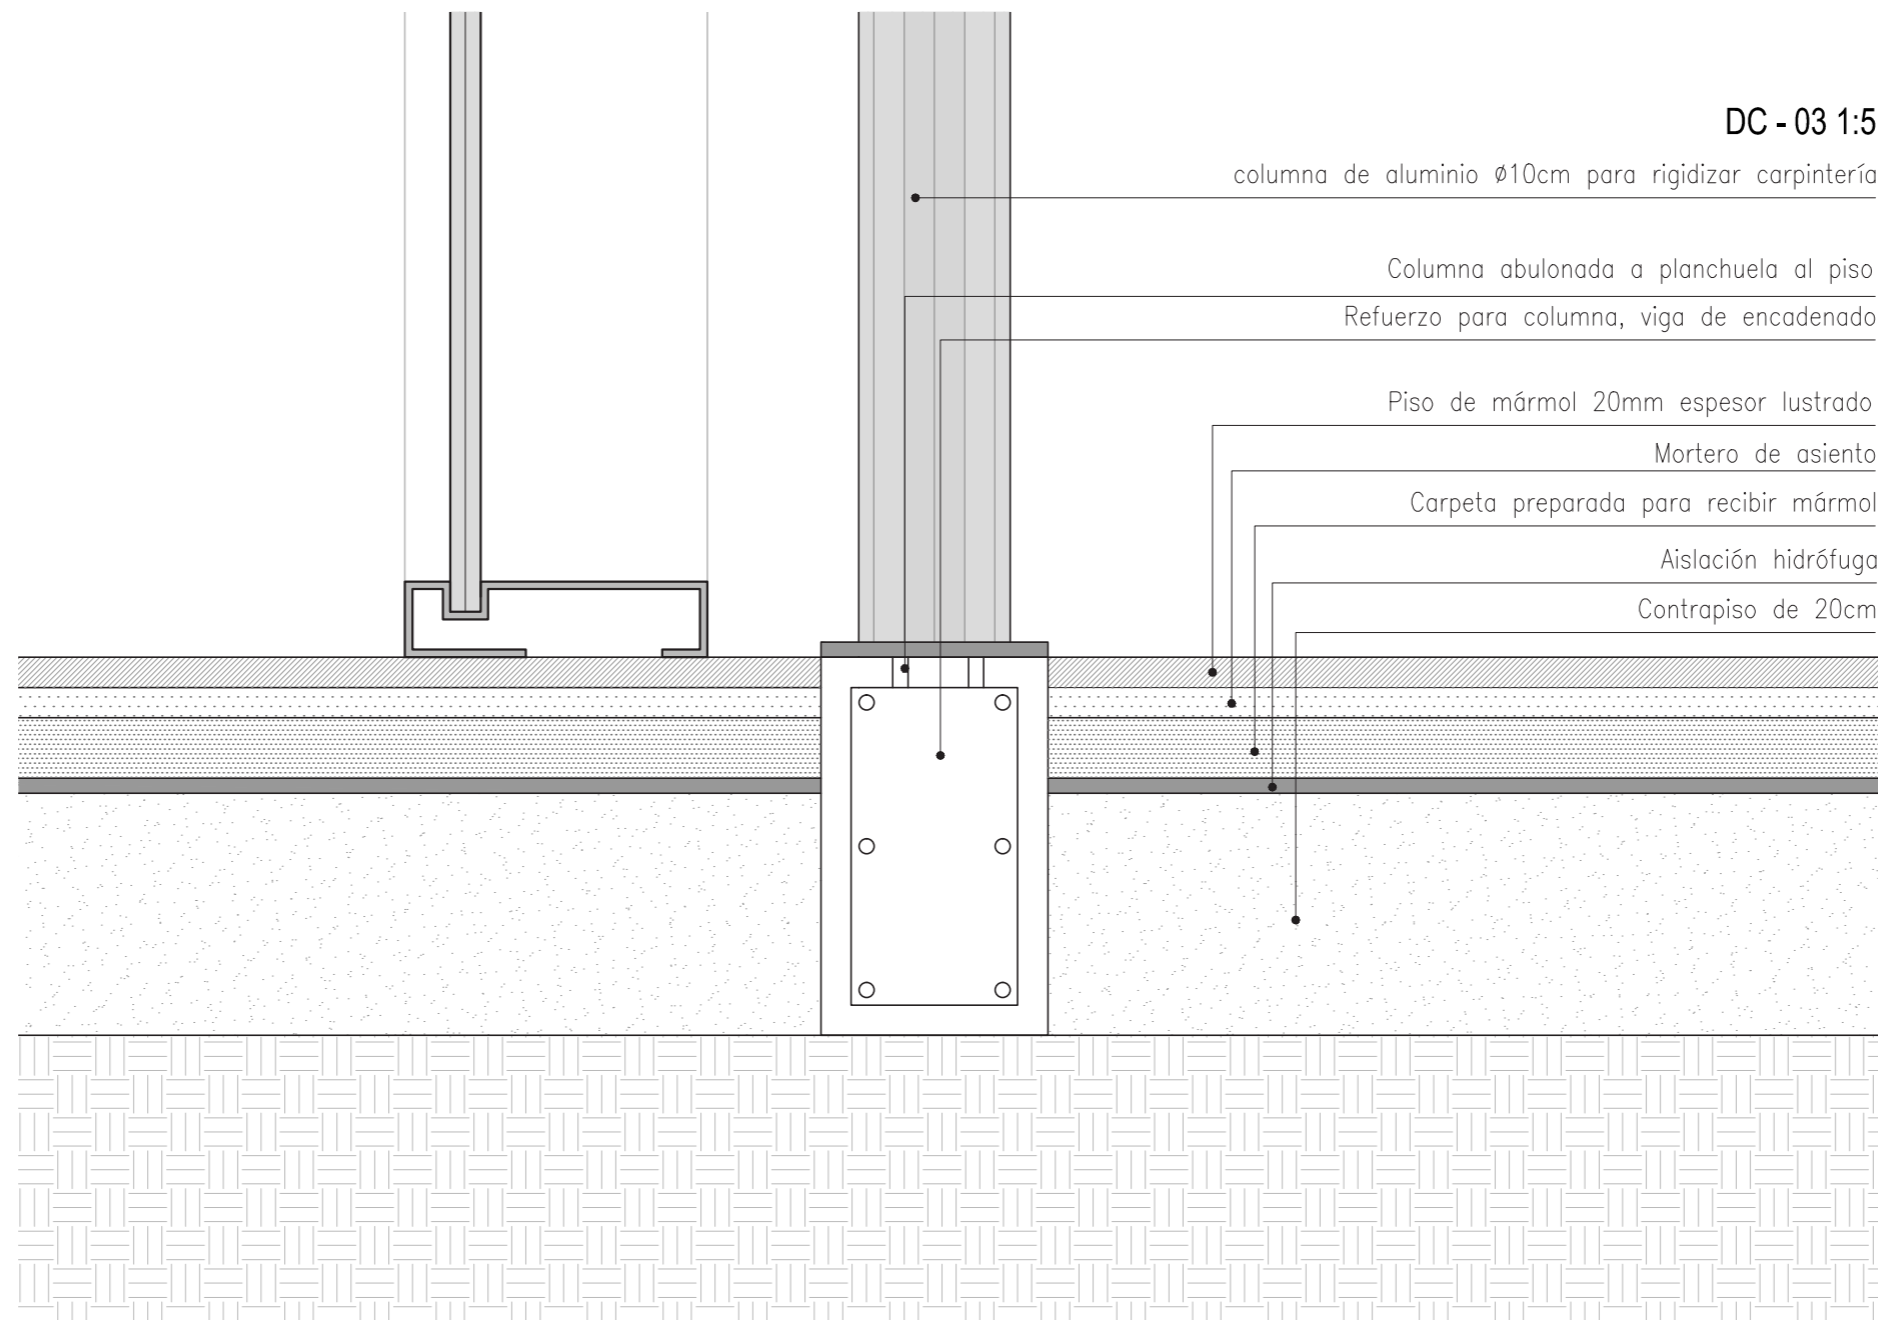 DC - 03 1:5
columna de aluminio ø10cm para rigidizar carpintería
Columna abulonada a planchuela al piso
Refuerzo para columna, viga de encadenado
Piso de mármol 20mm espesor lustrado
Mortero de asiento
Carpeta preparada para recibir mármol
Aislación hidrófuga
Contrapiso de 20cm